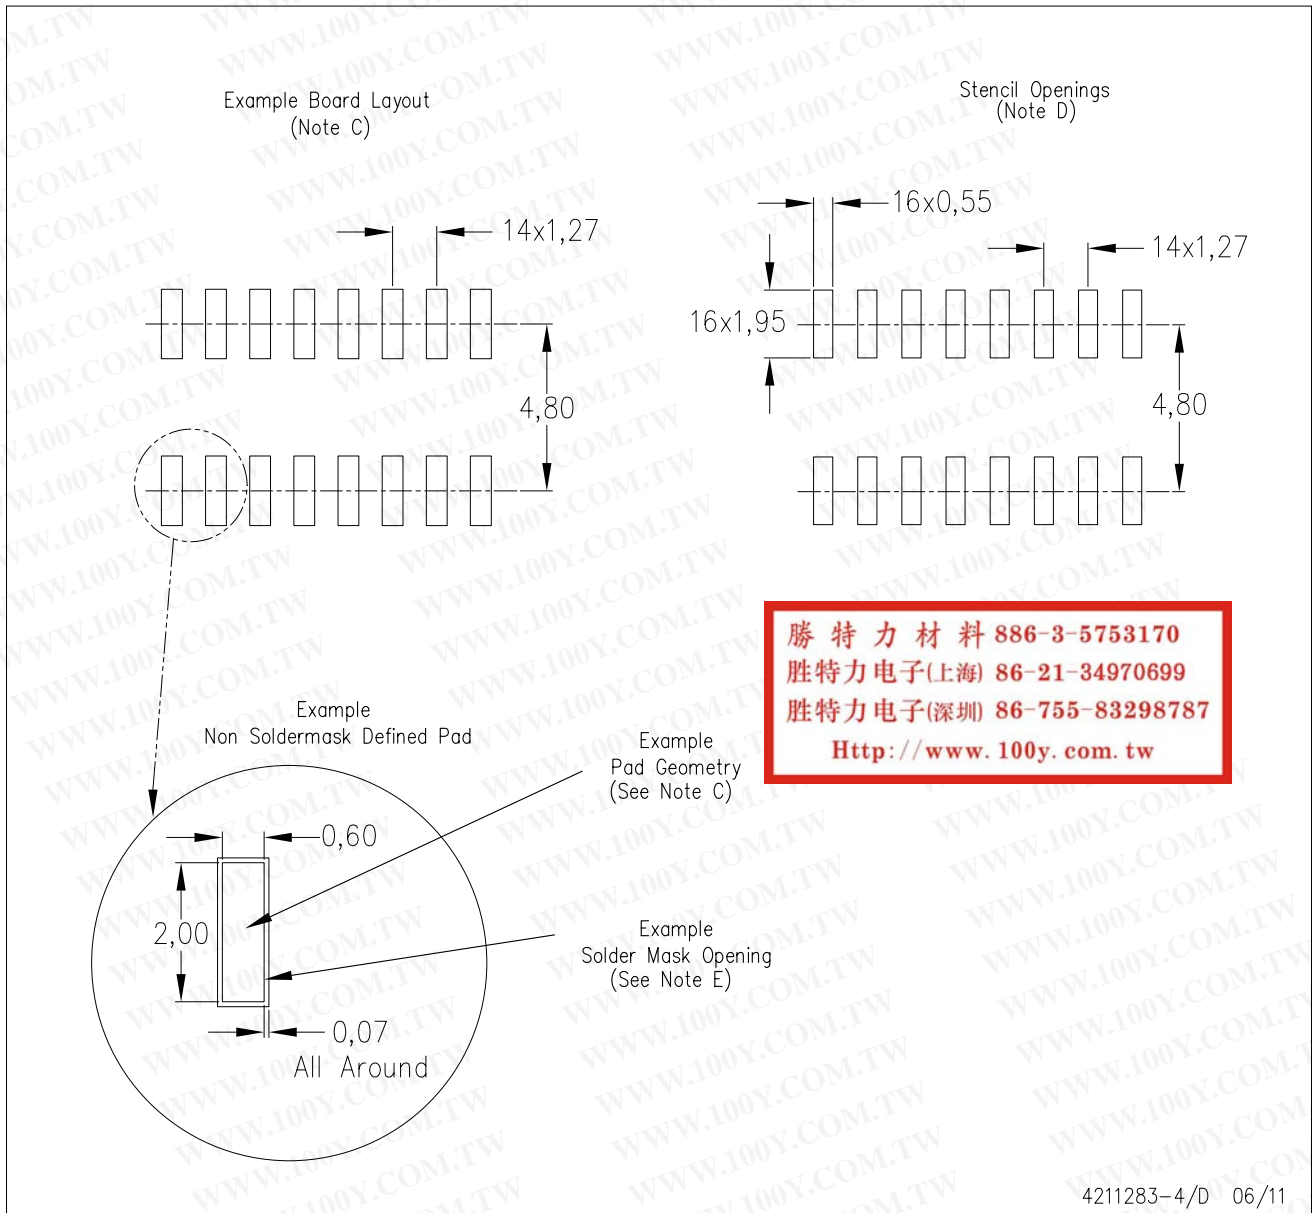 Example Board Layout
(Note C)
Stencil Openings
(Note D)
14x1,27
4,80
16x0,55
14x1,27
16x1,95
4,80
勝特力材料 886-3-5753170
胜特力电子(上海) 86-21-34970699
胜特力电子(深圳) 86-755-83298787
Http://www.100y.com.tw
Example
Non Soldermask Defined Pad
Example
Pad Geometry
(See Note C)
0,60
2,00
Example
Solder Mask Opening
(See Note E)
0,07
All Around
4211283-4/D 06/11
WWW.100Y.COM.TW